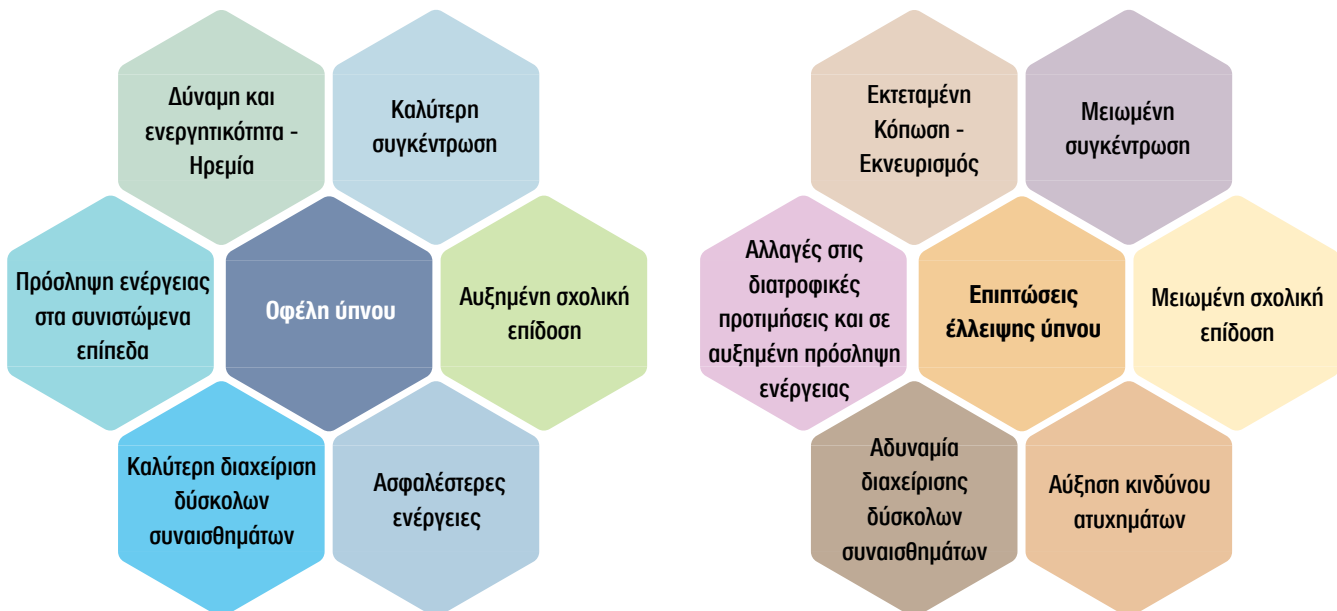 Δύναμη και
ενεργητικότητα -
Ηρεμία
Καλύτερη
συγκέντρωση
Πρόσληψη ενέργειας
στα συνιστώμενα
επίπεδα
Οφέλη ύπνου
Αυξημένη σχολική
επίδοση
Καλύτερη διαχείριση
δύσκολων
συναισθημάτων
Ασφαλέστερες
ενέργειες
Εκτεταμένη
Κόπωση -
Εκνευρισμός
Μειωμένη
συγκέντρωση
Αλλαγές στις
διατροφικές
προτιμήσεις και σε
αυξημένη πρόσληψη
ενέργειας
Επιπτώσεις
έλλειψης ύπνου
Μειωμένη σχολική
επίδοση
Αδυναμία
διαχείρισης
δύσκολων
συναισθημάτων
Αύξηση κινδύνου
ατυχημάτων